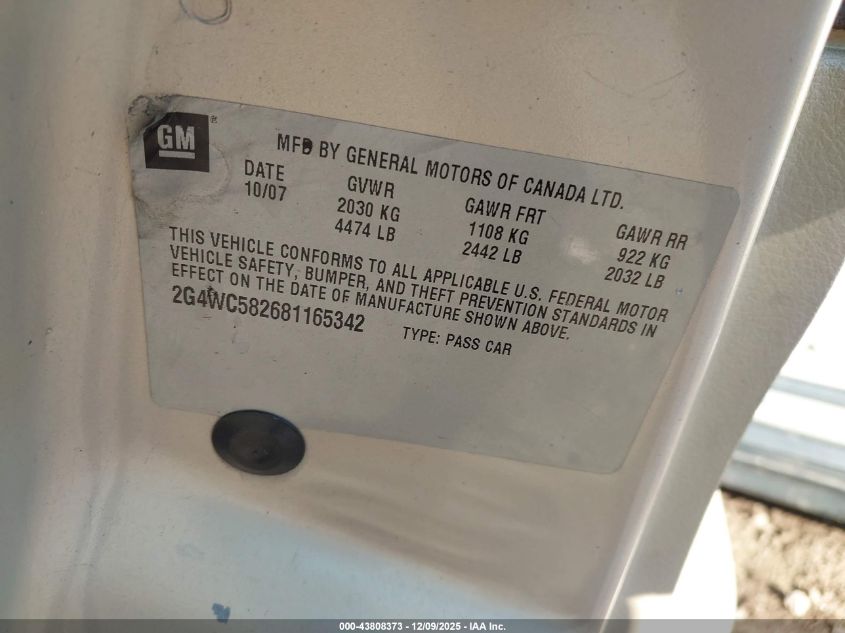 GM
®
MFD BY GENERAL MOTORS OF CANADA LTD.
DATE GVWR GAWR FRT GAWR RR
10/07 2030 KG 1108 KG 922 KG
4474 LB 2442 LB 2032 LB
THIS VEHICLE CONFORMS TO ALL APPLICABLE U.S. FEDERAL MOTOR
VEHICLE SAFETY, BUMPER, AND THEFT PREVENTION STANDARDS IN
EFFECT ON THE DATE OF MANUFACTURE SHOWN ABOVE.
2G4WC582681165342 TYPE: PASS CAR
000-43808373 - 12/09/2025 - IAA Inc.